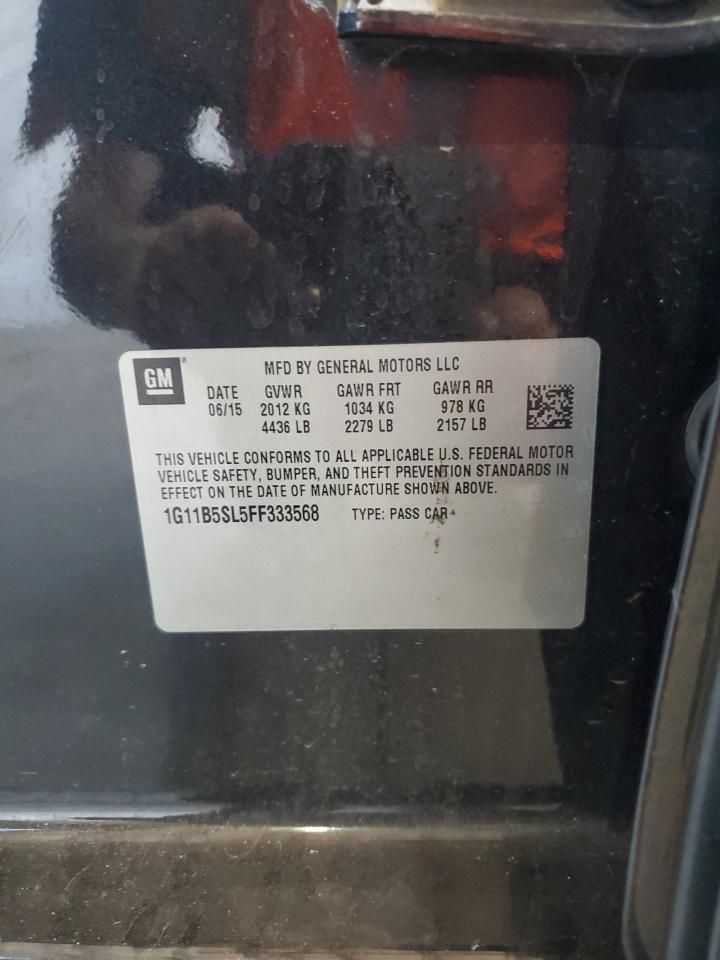 GM
MFD BY GENERAL MOTORS LLC
DATE GVWR GAWR FRT GAWR RR
06/15 2012 KG 1034 KG 978 KG
4436 LB 2279 LB 2157 LB
THIS VEHICLE CONFORMS TO ALL APPLICABLE U.S. FEDERAL MOTOR
VEHICLE SAFETY, BUMPER, AND THEFT PREVENTION STANDARDS IN
EFFECT ON THE DATE OF MANUFACTURE SHOWN ABOVE.
1G11B5SL5FF333568 TYPE: PASS CAR